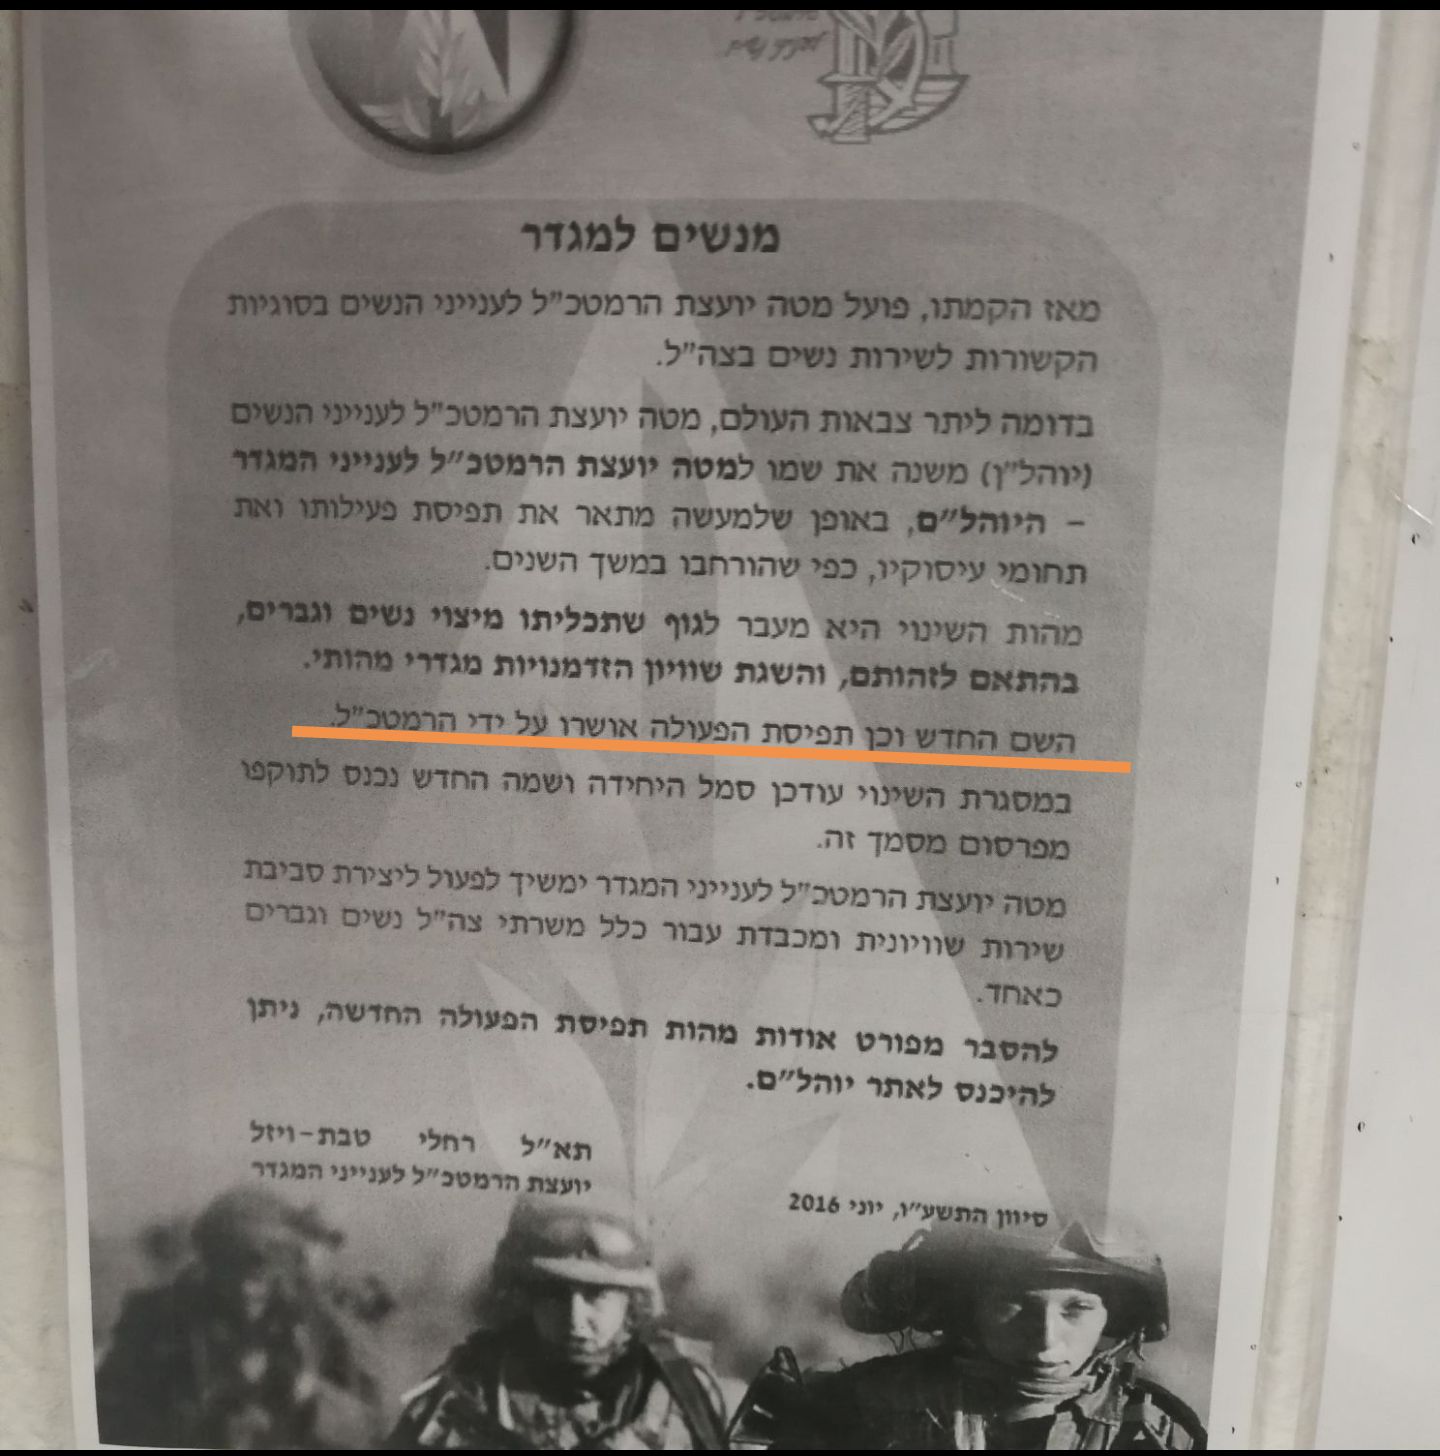 מנשים למגדר
מאז הקמתו, פועל מטה יועצת הרמטכ"ל לענייני הנשים בסוגיות
הקשורות לשירות נשים בצה"ל.
בדומה ליתר צבאות העולם, מטה יועצת הרמטכ"ל לענייני הנשים
(יוהל"ן) משנה את שמו למטה יועצת הרמטכ"ל לענייני המגדר
– היוהל"ם, באופן שלמעשה מתאר את תפיסת פעילותו ואת
תחומי עיסוקיו, כפי שהורחבו במשך השנים.
מהות השינוי היא מעבר לגוף שתכליתו מיצוי נשים וגברים,
בהתאם לזהותם, והשגת שוויון הזדמנויות מגדרי מהותי.
השם החדש וכן תפיסת הפעולה אושרו על ידי הרמטכ"ל.
במסגרת השינוי עודכן סמל היחידה ושמה החדש נכנס לתוקפו
מפרסום מסמך זה.
מטה יועצת הרמטכ"ל לענייני המגדר ימשיך לפעול ליצירת סביבת
שירות שוויונית ומכבדת עבור כלל משרתי צה"ל נשים וגברים
כאחד.
להסבר מפורט אודות מהות תפיסת הפעולה החדשה, ניתן
להיכנס לאתר יוהל"ם.
תא"ל רחלי טבת-ויזל
יועצת הרמטכ"ל לענייני המגדר
סיוון התשע"ו, יוני 2016